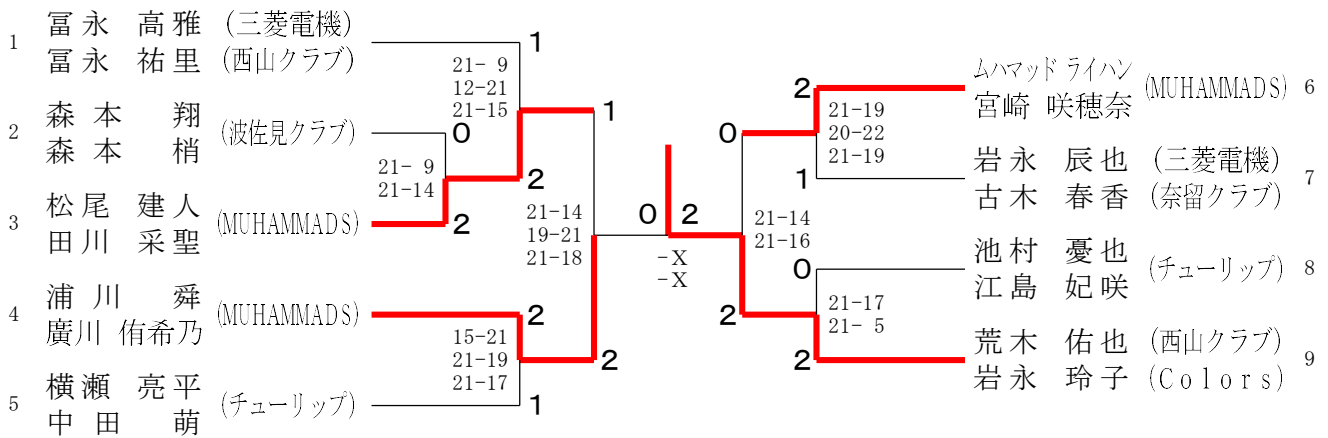 1 冨永 高雅 (三菱電機)
冨永 祐里 (西山クラブ)
1
21- 9
12-21
21-15
2 森本 翔 (波佐見クラブ)
森本 梢
0
21- 9
21-14
3 松尾 建人 (MUHAMMADS)
田川 采聖
2
2
1
21-14
19-21
21-18
4 浦川 舜 (MUHAMMADS)
廣川 侑希乃
2
15-21
21-19
21-17
2
5 横瀬 亮平 (チューリップ)
中田 萌
1
0 2
-X
-X
ムハマッド ライハン (MUHAMMADS) 6
宮崎 咲穂奈
2
21-19
20-22
21-19
0
岩永 辰也 (三菱電機) 7
古木 春香 (奈留クラブ)
1
21-14
21-16
池村 憂也 (チューリップ) 8
江島 妃咲
0
21-17
21- 5
2
荒木 佑也 (西山クラブ) 9
岩永 玲子 (Colors)
2